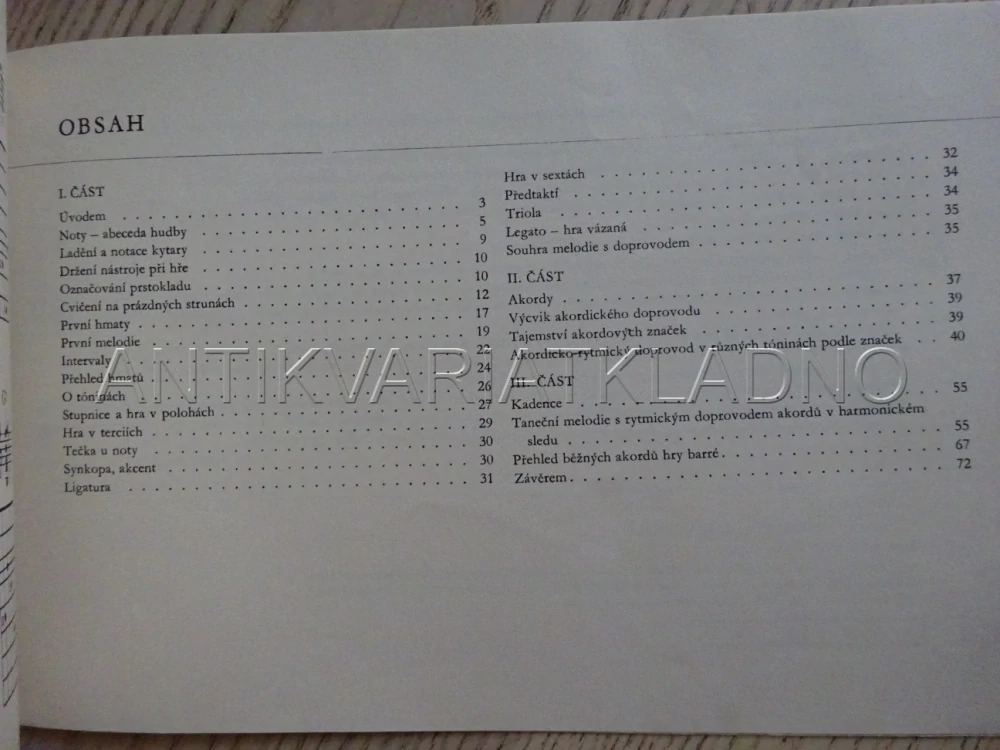 OBSAH
I. ČÁST
Úvodem . . . . . . . . . . . . . . . . . . . . 3
Noty – abeceda hudby . . . . . . . . . . . . . . . 5
Ladění a notace kytary . . . . . . . . . . . . . . . 9
Držení nástroje při hře . . . . . . . . . . . . . . . 10
Označování prstokladu . . . . . . . . . . . . . . . 10
Cvičení na prázdných strunách . . . . . . . . . . . . 12
První hmaty . . . . . . . . . . . . . . . . . . . 17
První melodie . . . . . . . . . . . . . . . . . . 19
Intervaly . . . . . . . . . . . . . . . . . . . . 22
Přehled hmatů . . . . . . . . . . . . . . . . . . 24
O tóninách . . . . . . . . . . . . . . . . . . . 26
Stupnice a hra v polohách . . . . . . . . . . . . . . 27
Hra v terciích . . . . . . . . . . . . . . . . . . 29
Tečka u noty . . . . . . . . . . . . . . . . . . 30
Synkopa, akcent . . . . . . . . . . . . . . . . . 30
Ligatura . . . . . . . . . . . . . . . . . . . . 31
Hra v sextách . . . . . . . . . . . . . . . . . . 32
Předtaktí . . . . . . . . . . . . . . . . . . . . 34
Triola . . . . . . . . . . . . . . . . . . . . . 34
Legato – hra vázaná . . . . . . . . . . . . . . . . 35
Souhra melodie s doprovodem . . . . . . . . . . . . 35
II. ČÁST
Akordy . . . . . . . . . . . . . . . . . . . . . 37
Výcvik akordického doprovodu . . . . . . . . . . . . 39
Tajemství akordových značek . . . . . . . . . . . . . 39
Akordicko-rytmický doprovod v různých tóninách podle značek . . 40
III. ČÁST
Kadence . . . . . . . . . . . . . . . . . . . . 55
Taneční melodie s rytmickým doprovodem akordů v harmonickém
sledu . . . . . . . . . . . . . . . . . . . . 55
Přehled běžných akordů hry barré . . . . . . . . . . . 67
Závěrem . . . . . . . . . . . . . . . . . . . . 72
ANTIKVARIAT KLADNO